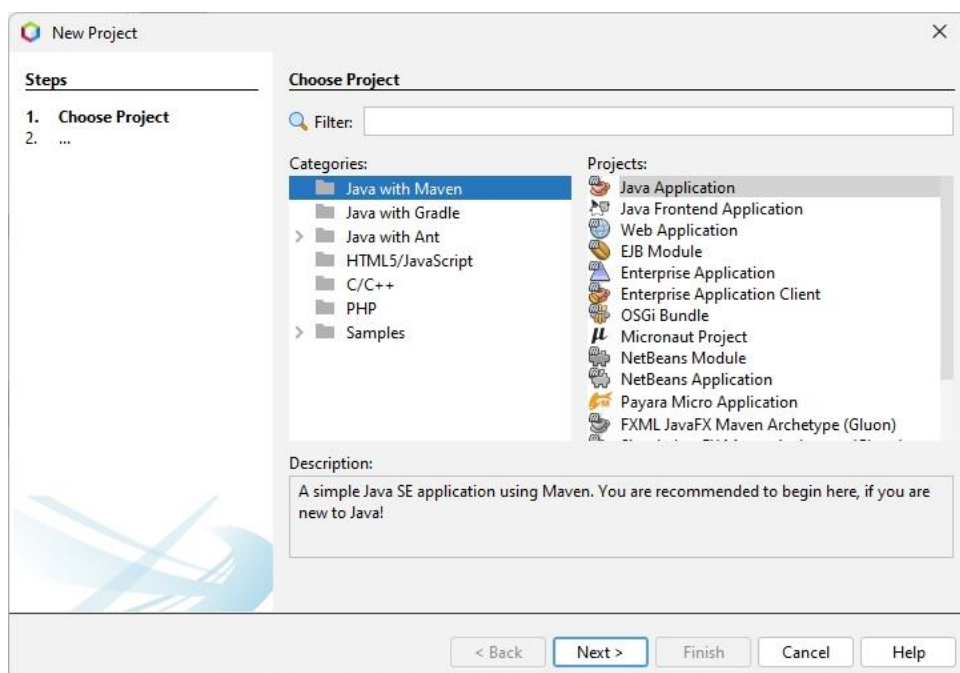 New Project
Steps
1. Choose Project
2. ...
Choose Project
Filter:
Categories:
Java with Maven
Java with Gradle
Java with Ant
HTML5/JavaScript
C/C++
PHP
Samples
Projects:
Java Application
Java Frontend Application
Web Application
EJB Module
Enterprise Application
Enterprise Application Client
OSGi Bundle
Micronaut Project
NetBeans Module
NetBeans Application
Payara Micro Application
FXML JavaFX Maven Archetype (Gluon)
Description:
A simple Java SE application using Maven. You are recommended to begin here, if you are
new to Java!
< Back
Next >
Finish
Cancel
Help